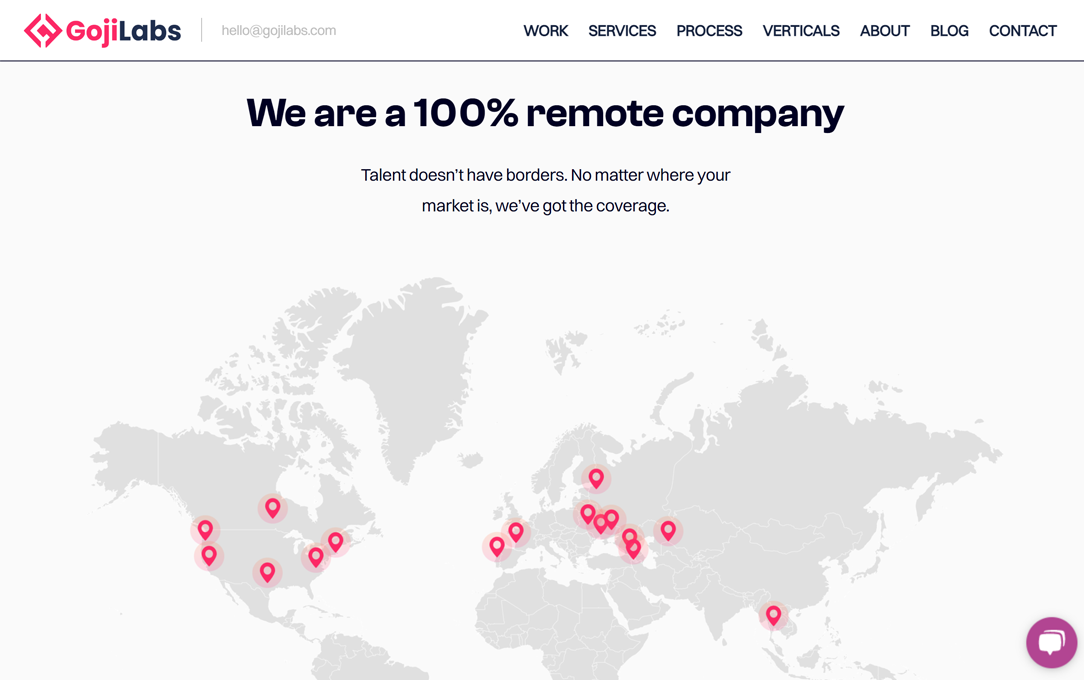 GojiLabs
hello@gojilabs.com
WORK SERVICES PROCESS VERTICALS ABOUT BLOG CONTACT
We are a 100% remote company
Talent doesn’t have borders. No matter where your
market is, we’ve got the coverage.